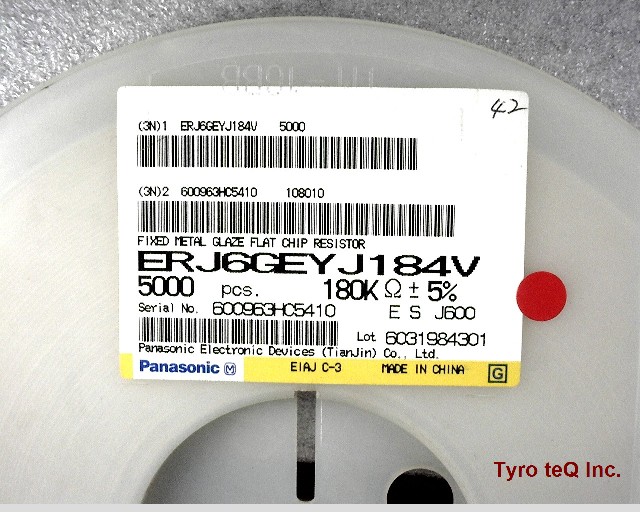 42
(3N)1 ERJ6GEYJ184V 5000
(3N)2 600963HC5410 108010
FIXED METAL GLAZE FLAT CHIP RESISTOR
ERJ6GEYJ184V
5000 pcs. 180K Ω ± 5%
Serial No. 600963HC5410 E S J600
Lot 6031984301
Panasonic Electronic Devices (TianJin) Co., Ltd.
Panasonic M EIAJ C-3 MADE IN CHINA G
Tyro teQ Inc.